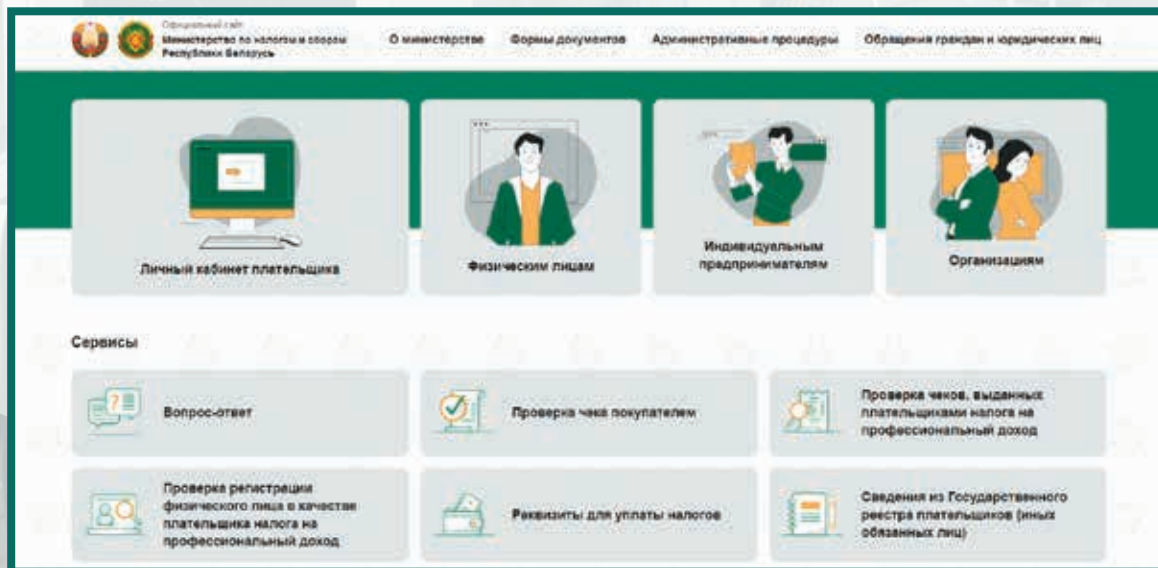 Официальный сайт
Министерство по налогам и сборам
Республики Беларусь
О министерстве
Формы документов
Административные процедуры
Обращения граждан и юридических лиц
Личный кабинет плательщика
Физическим лицам
Индивидуальным
предпринимателям
Организациям
Сервисы
Вопрос-ответ
Проверка чека покупателем
Проверка чеков, выданных
плательщиками налога на
профессиональный доход
Проверка регистрации
физического лица в качестве
плательщика налога на
профессиональный доход
Реквизиты для уплаты налогов
Сведения из Государственного
реестра плательщиков (иных
обязанных лиц)